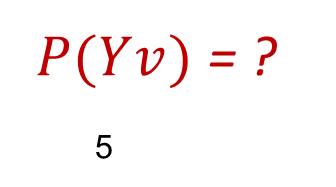 P(Yv) = ?
5